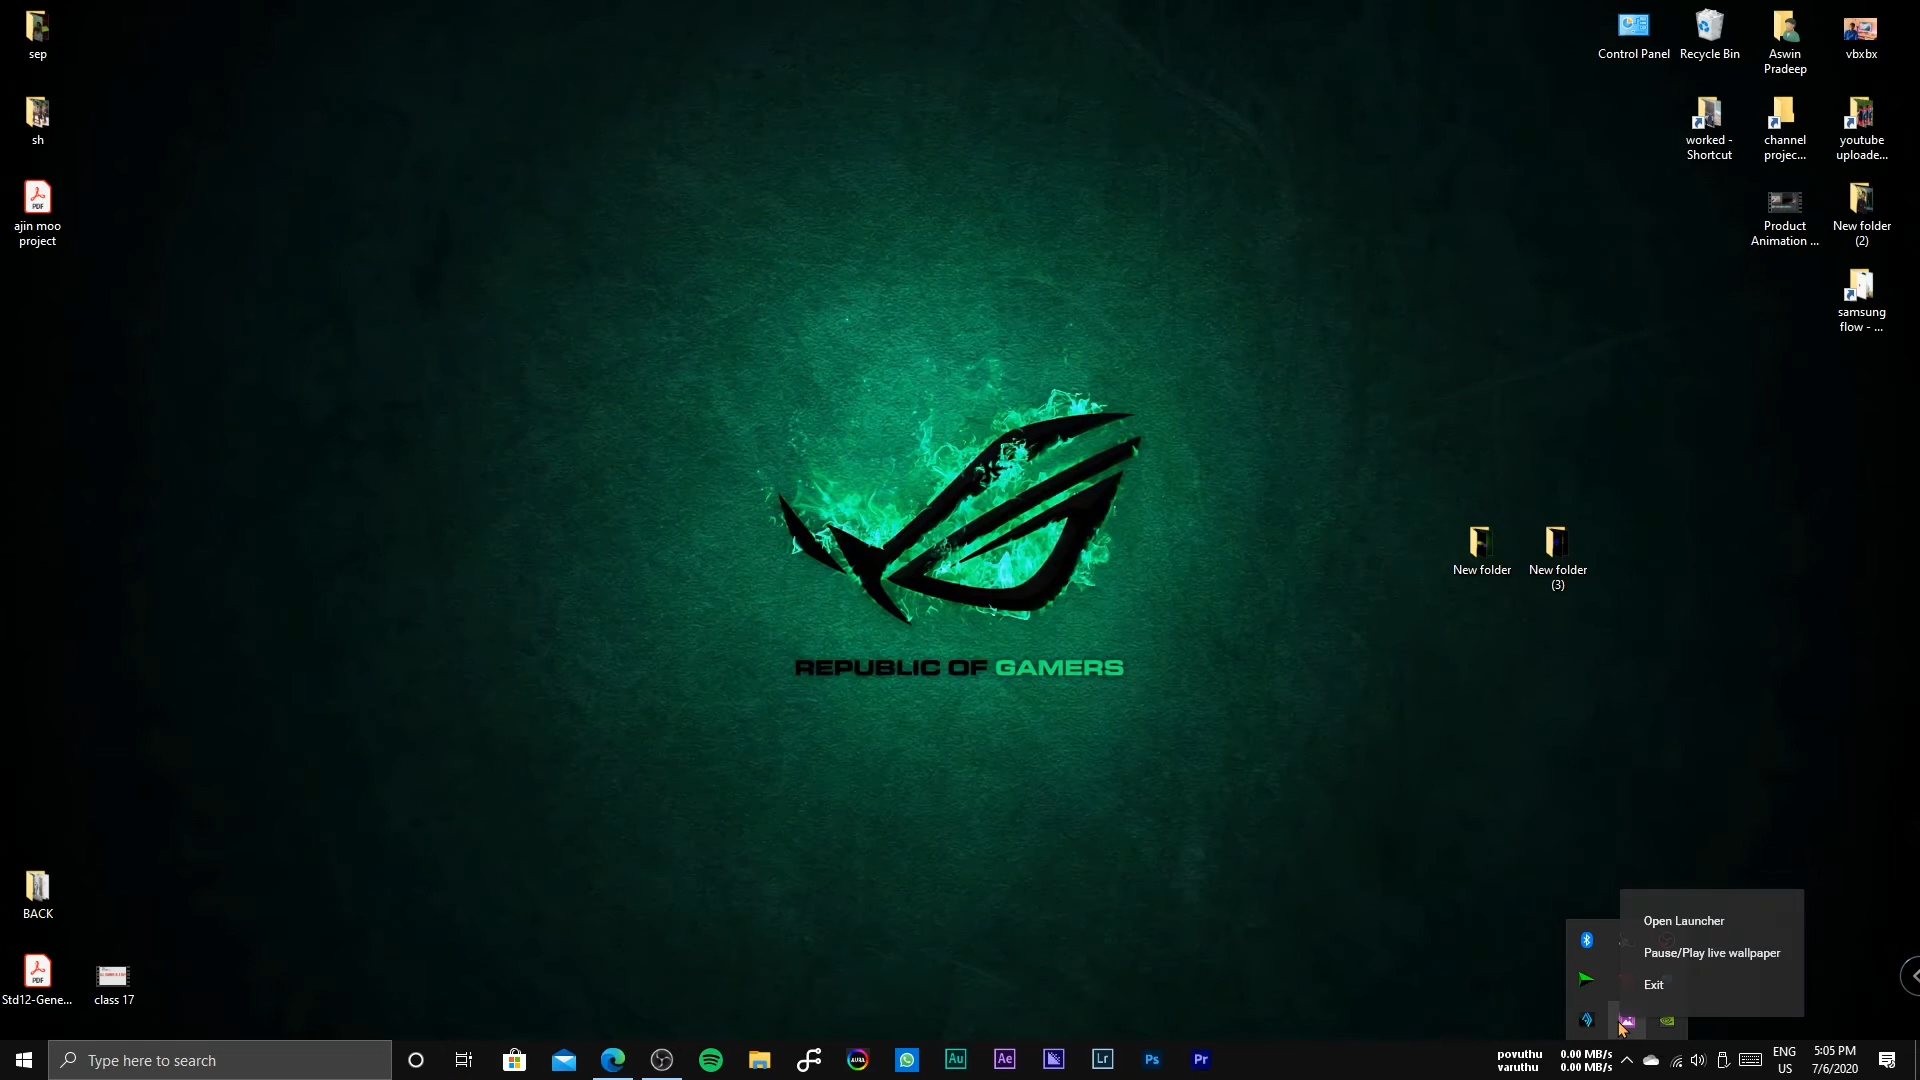 sep
sh
ajin moo
project
Control Panel
Recycle Bin
Aswin
Pradeep
vbxbx
worked -
Shortcut
channel
projec...
youtube
uploade...
Product
Animation ...
New folder
(2)
samsung
flow - ...
REPUBLIC OF GAMERS
New folder
New folder
(3)
BACK
Std12-Gene...
class 17
Open Launcher
Pause/Play live wallpaper
Exit
Type here to search
AURA
Au
Ae
Lr
Ps
Pr
povuthu 0.00 MB/s
varuthu 0.00 MB/s
ENG
US
5:05 PM
7/6/2020
PDF
PDF